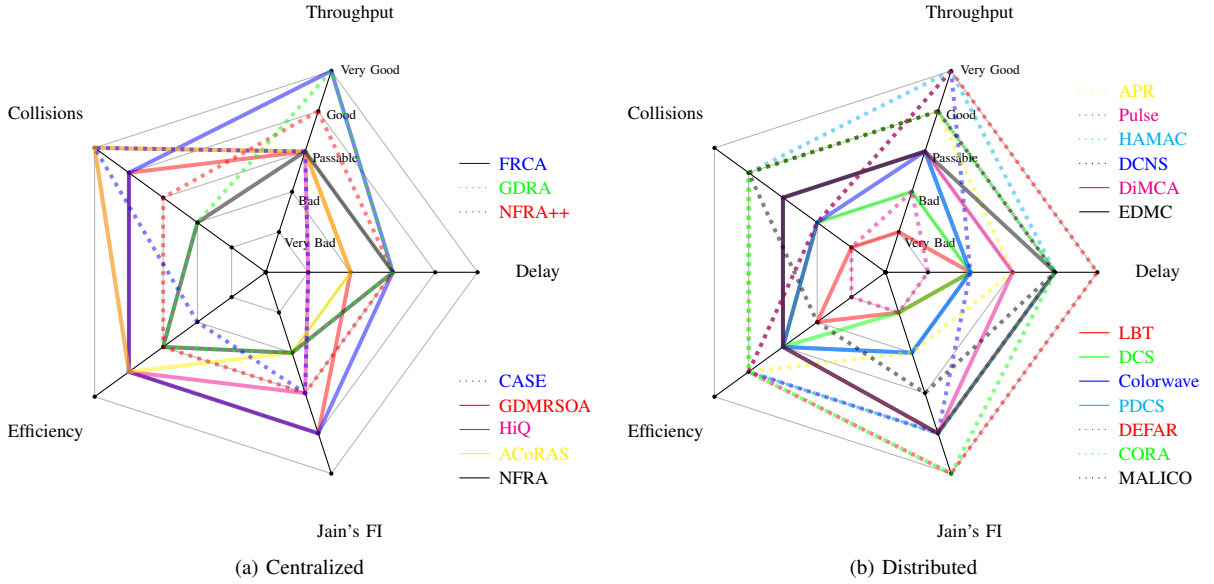 Throughput
Very Good
Collisions
Good
Passable
Bad
Very Bad
Delay
Efficiency
Jain's FI
FRCA
GDRA
NFRA++
CASE
GDMRSOA
HiQ
ACoRAS
NFRA
(a) Centralized
Throughput
Very Good
Collisions
Good
Passable
Bad
Very Bad
Delay
Efficiency
Jain's FI
APR
Pulse
HAMAC
DCNS
DiMCA
EDMC
LBT
DCS
Colorwave
PDCS
DEFAR
CORA
MALICO
(b) Distributed